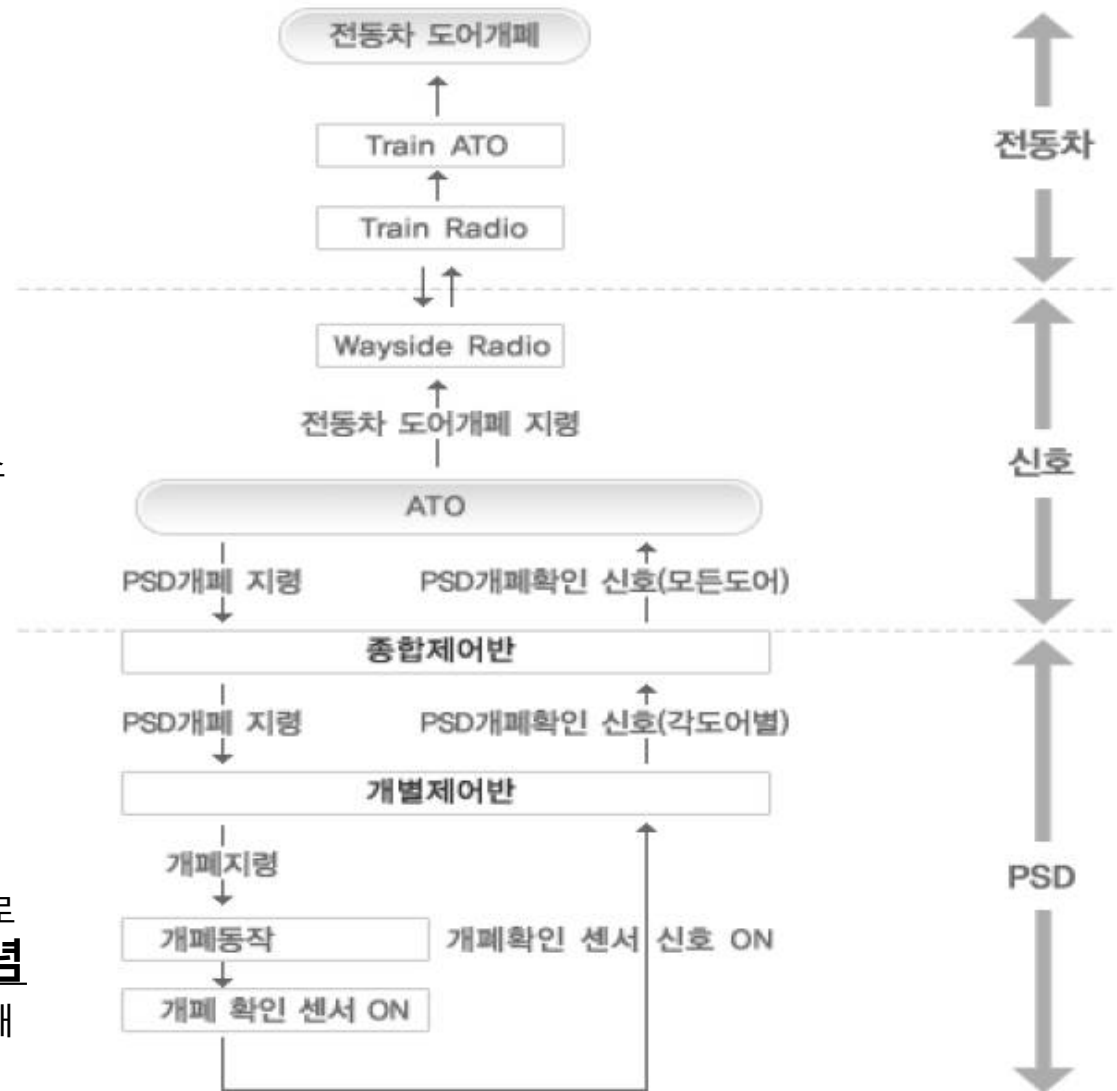 전동차 도어개폐
Train ATO
전동차
Train Radio
Wayside Radio
전동차 도어개폐 지령
신호
ATO
PSD개폐 지령 PSD개폐확인 신호(모든도어)
종합제어반
PSD개폐 지령 PSD개폐확인 신호(각도어별)
개별제어반
개폐지령
PSD
로
개폐동작 개폐확인 센서 신호 ON
념
개폐 확인 센서 ON